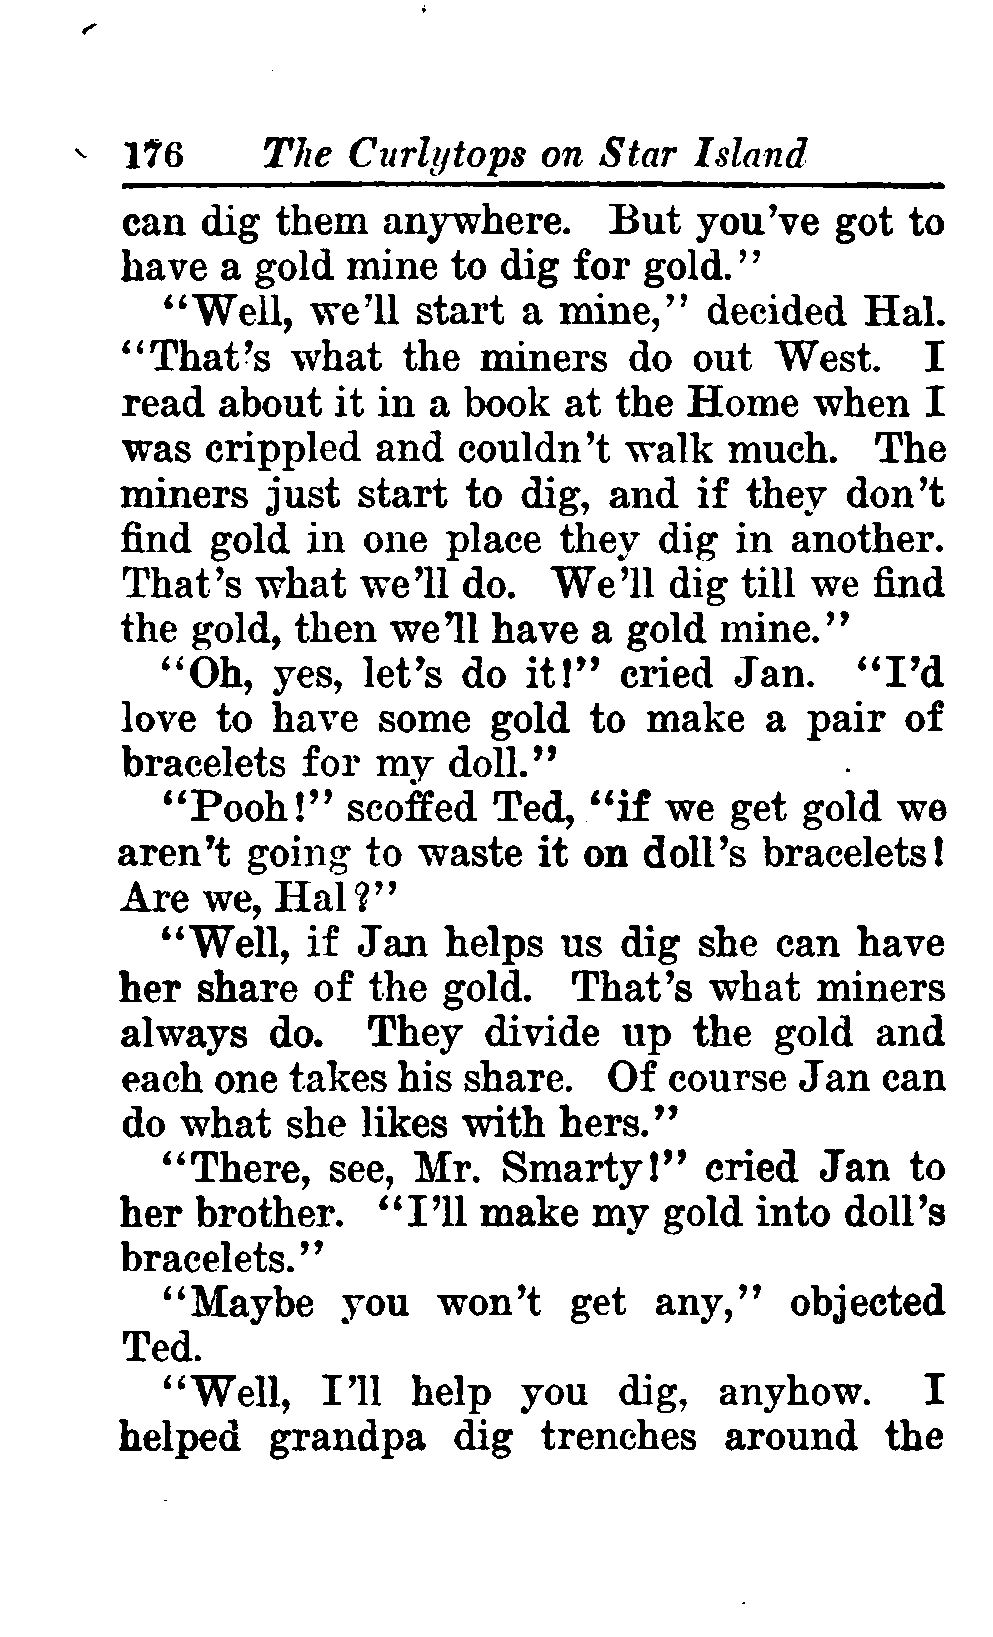 176 The Curlytops on Star Island
can dig them anywhere. But you've got to
have a gold mine to dig for gold."
"Well, we'll start a mine," decided Hal.
"That's what the miners do out West. I
read about it in a book at the Home when I
was crippled and couldn't walk much. The
miners just start to dig, and if they don't
find gold in one place they dig in another.
That's what we'll do. We'll dig till we find
the gold, then we'll have a gold mine."
"Oh, yes, let's do it!" cried Jan. "I'd
love to have some gold to make a pair of
bracelets for my doll."
"Pooh!" scoffed Ted, "if we get gold we
aren't going to waste it on doll's bracelets!
Are we, Hal?"
"Well, if Jan helps us dig she can have
her share of the gold. That's what miners
always do. They divide up the gold and
each one takes his share. Of course Jan can
do what she likes with hers."
"There, see, Mr. Smarty!" cried Jan to
her brother. "I'll make my gold into doll's
bracelets."
"Maybe you won't get any," objected
Ted.
"Well, I'll help you dig, anyhow. I
helped grandpa dig trenches around the